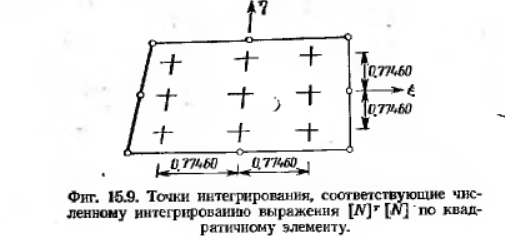 η
0,77460
ξ
0,77460
0,77460 0,77460
Фиг. 15.9. Точки интегрирования, соответствующие чис-
ленному интегрированию выражения [N]ᵀ [N] по квад-
ратичному элементу.